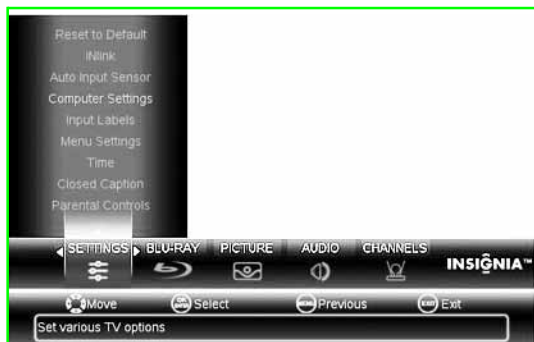 Reset to Default
INlink
Auto Input Sensor
Computer Settings
Input Labels
Menu Settings
Time
Closed Caption
Parental Controls
SETTINGS BLU-RAY PICTURE AUDIO CHANNELS
INSIGNIA™
Move OK ENTER Select MENU Previous EXIT Exit
Set various TV options